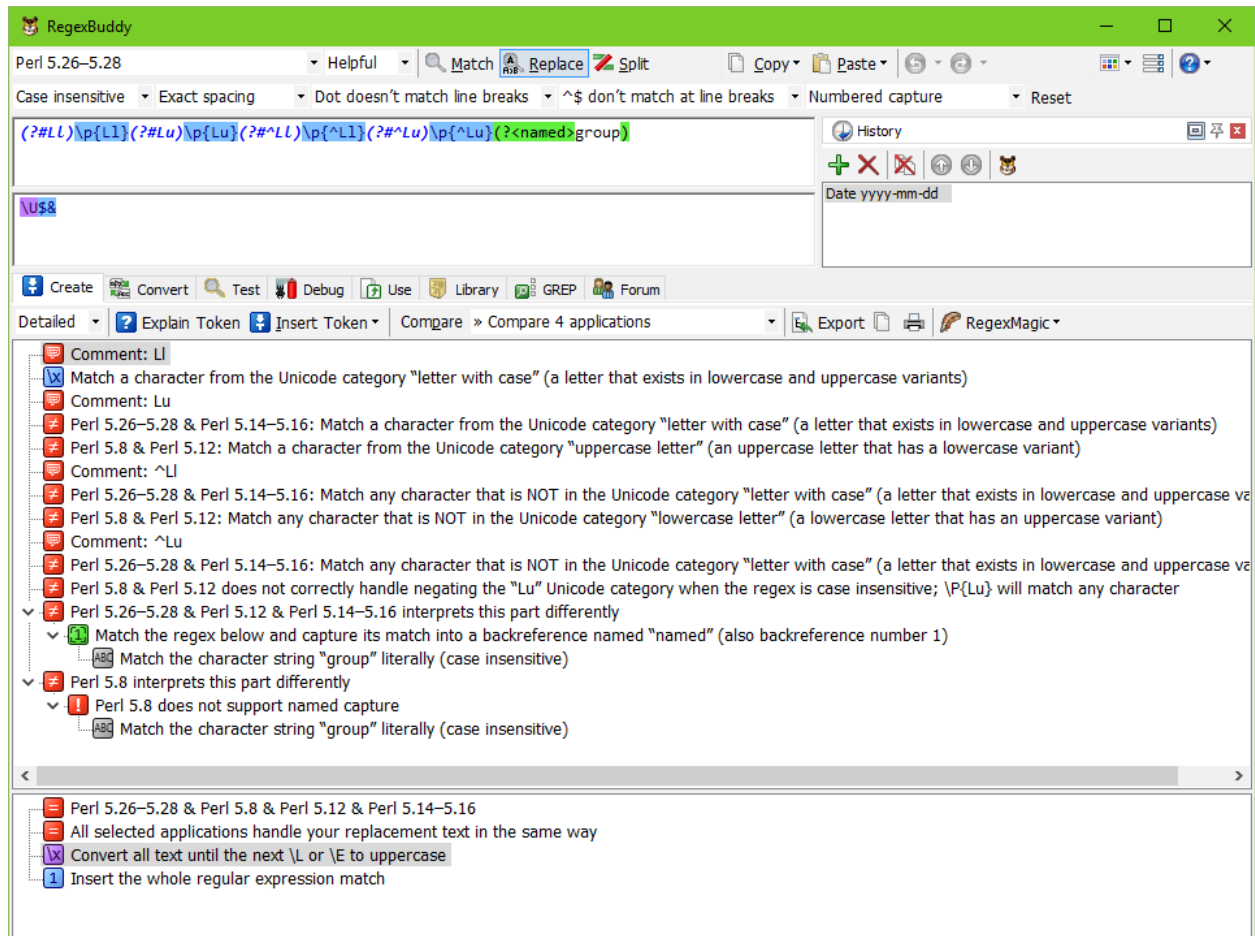 RegexBuddy
Perl 5.26–5.28 Helpful Match Replace Split Copy Paste
Case insensitive Exact spacing Dot doesn't match line breaks ^$ don't match at line breaks Numbered capture Reset
(?#Ll)\p{Ll}(?#Lu)\p{Lu}(?#^Ll)\p{^Ll}(?#^Lu)\p{^Lu}(?<named>group)
History
Date yyyy-mm-dd
\U$&
Create Convert Test Debug Use Library GREP Forum
Detailed Explain Token Insert Token Compare » Compare 4 applications Export RegexMagic
Comment: Ll
Match a character from the Unicode category “letter with case” (a letter that exists in lowercase and uppercase variants)
Comment: Lu
Perl 5.26–5.28 & Perl 5.14–5.16: Match a character from the Unicode category “letter with case” (a letter that exists in lowercase and uppercase variants)
Perl 5.8 & Perl 5.12: Match a character from the Unicode category “uppercase letter” (an uppercase letter that has a lowercase variant)
Comment: ^Ll
Perl 5.26–5.28 & Perl 5.14–5.16: Match any character that is NOT in the Unicode category “letter with case” (a letter that exists in lowercase and uppercase va
Perl 5.8 & Perl 5.12: Match any character that is NOT in the Unicode category “lowercase letter” (a lowercase letter that has an uppercase variant)
Comment: ^Lu
Perl 5.26–5.28 & Perl 5.14–5.16: Match any character that is NOT in the Unicode category “letter with case” (a letter that exists in lowercase and uppercase va
Perl 5.8 & Perl 5.12 does not correctly handle negating the “Lu” Unicode category when the regex is case insensitive; \P{Lu} will match any character
Perl 5.26–5.28 & Perl 5.12 & Perl 5.14–5.16 interprets this part differently
Match the regex below and capture its match into a backreference named “named” (also backreference number 1)
Match the character string “group” literally (case insensitive)
Perl 5.8 interprets this part differently
Perl 5.8 does not support named capture
Match the character string “group” literally (case insensitive)
Perl 5.26–5.28 & Perl 5.8 & Perl 5.12 & Perl 5.14–5.16
All selected applications handle your replacement text in the same way
Convert all text until the next \L or \E to uppercase
Insert the whole regular expression match